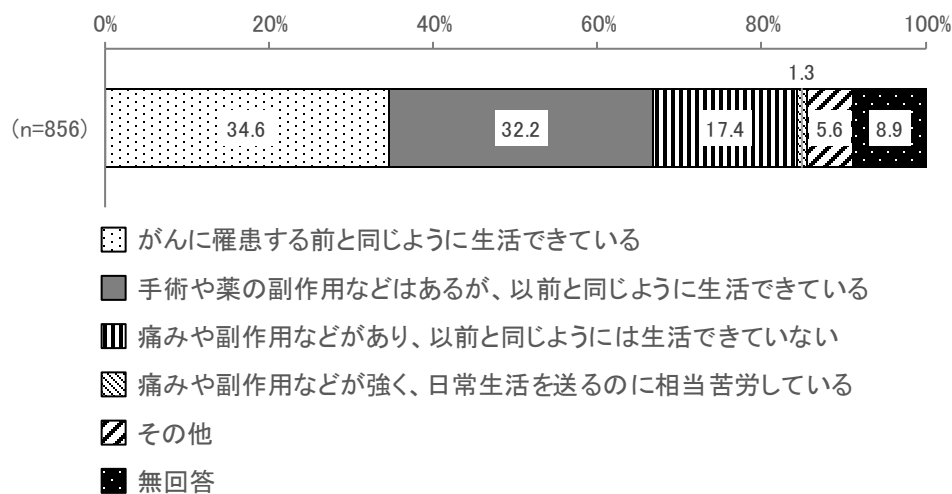 0% 20% 40% 60% 80% 100%
1.3
(n=856) 34.6 32.2 17.4 5.6 8.9
がんに罹患する前と同じように生活できている
手術や薬の副作用などはあるが、以前と同じように生活できている
痛みや副作用などがあり、以前と同じようには生活できていない
痛みや副作用などが強く、日常生活を送るのに相当苦労している
その他
無回答